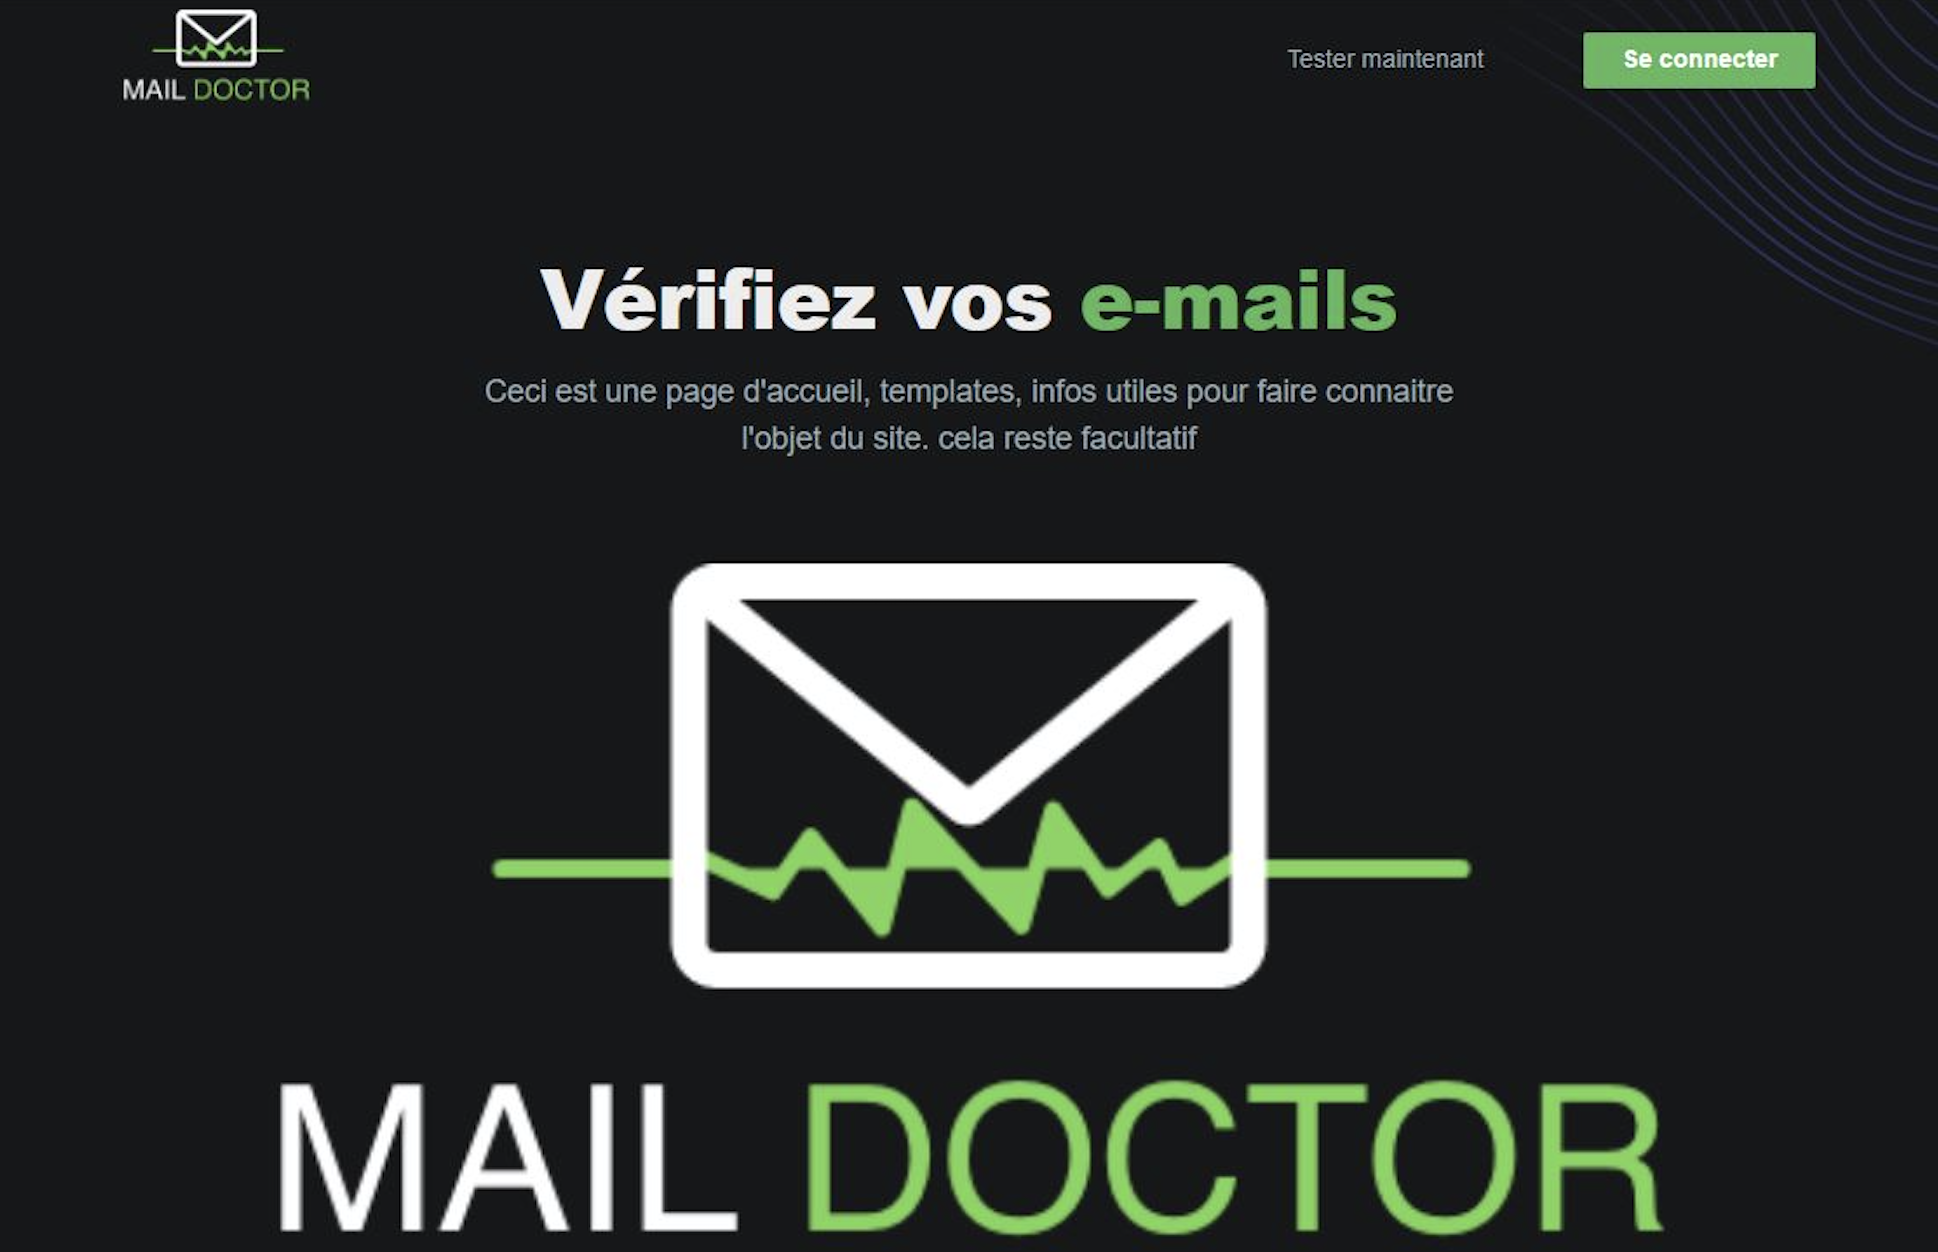 MAIL DOCTOR
Tester maintenant
Se connecter
Vérifiez vos e-mails
Ceci est une page d'accueil, templates, infos utiles pour faire connaitre
l'objet du site. cela reste facultatif
MAIL DOCTOR